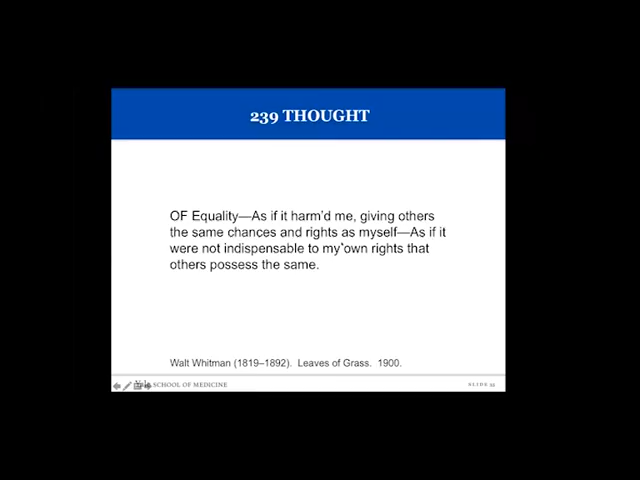 239 THOUGHT
OF Equality—As if it harm'd me, giving others
the same chances and rights as myself—As if it
were not indispensable to my own rights that
others possess the same.
Walt Whitman (1819–1892). Leaves of Grass. 1900.
SCHOOL OF MEDICINE
SLIDE